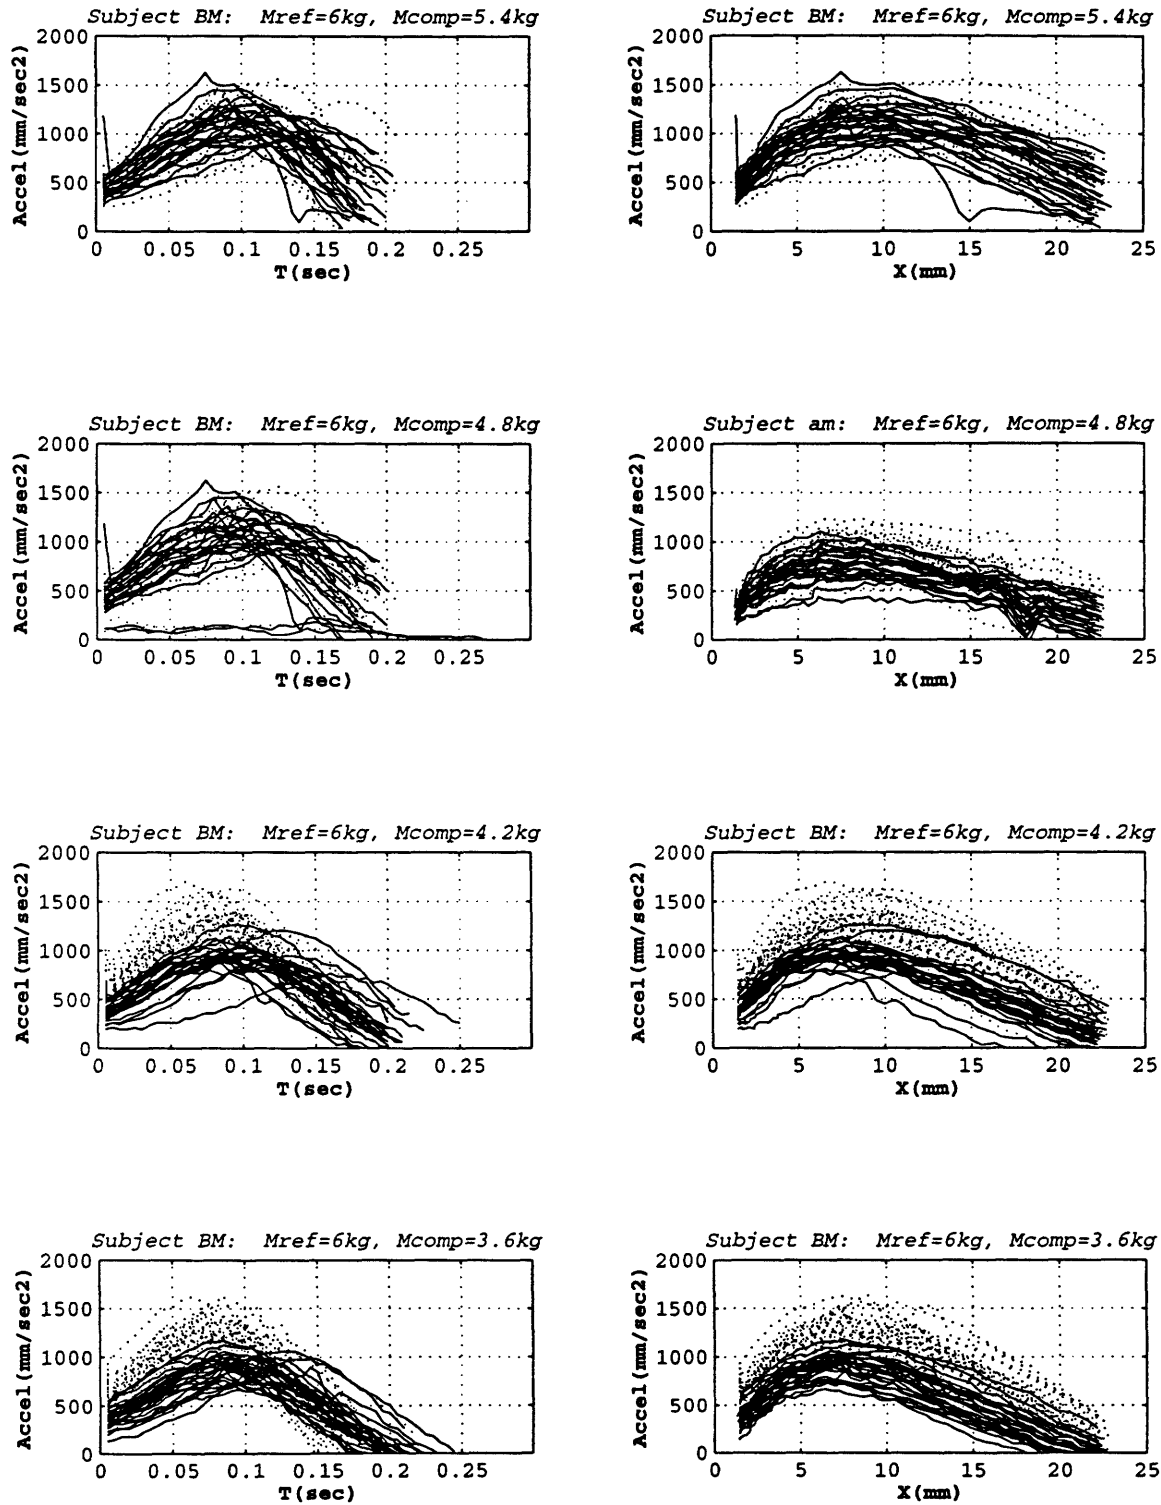 Subject BM: Mref=6kg, Mcomp=5.4kg
2000
1500
1000
500
0
Accel(mm/sec2)
0 0.05 0.1 0.15 0.2 0.25
T(sec)
Subject BM: Mref=6kg, Mcomp=5.4kg
2000
1500
1000
500
0
Accel(mm/sec2)
0 5 10 15 20 25
X(mm)
Subject BM: Mref=6kg, Mcomp=4.8kg
2000
1500
1000
500
0
Accel(mm/sec2)
0 0.05 0.1 0.15 0.2 0.25
T(sec)
Subject am: Mref=6kg, Mcomp=4.8kg
2000
1500
1000
500
0
Accel(mm/sec2)
0 5 10 15 20 25
X(mm)
Subject BM: Mref=6kg, Mcomp=4.2kg
2000
1500
1000
500
0
Accel(mm/sec2)
0 0.05 0.1 0.15 0.2 0.25
T(sec)
Subject BM: Mref=6kg, Mcomp=4.2kg
2000
1500
1000
500
0
Accel(mm/sec2)
0 5 10 15 20 25
X(mm)
Subject BM: Mref=6kg, Mcomp=3.6kg
2000
1500
1000
500
0
Accel(mm/sec2)
0 0.05 0.1 0.15 0.2 0.25
T(sec)
Subject BM: Mref=6kg, Mcomp=3.6kg
2000
1500
1000
500
0
Accel(mm/sec2)
0 5 10 15 20 25
X(mm)